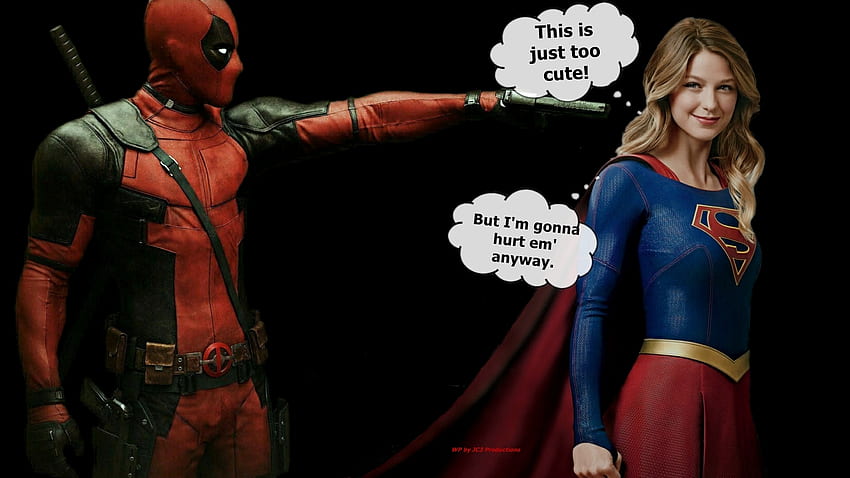 This is
just too
cute!
But I'm gonna
hurt em'
anyway.
WP by JCJ Productions